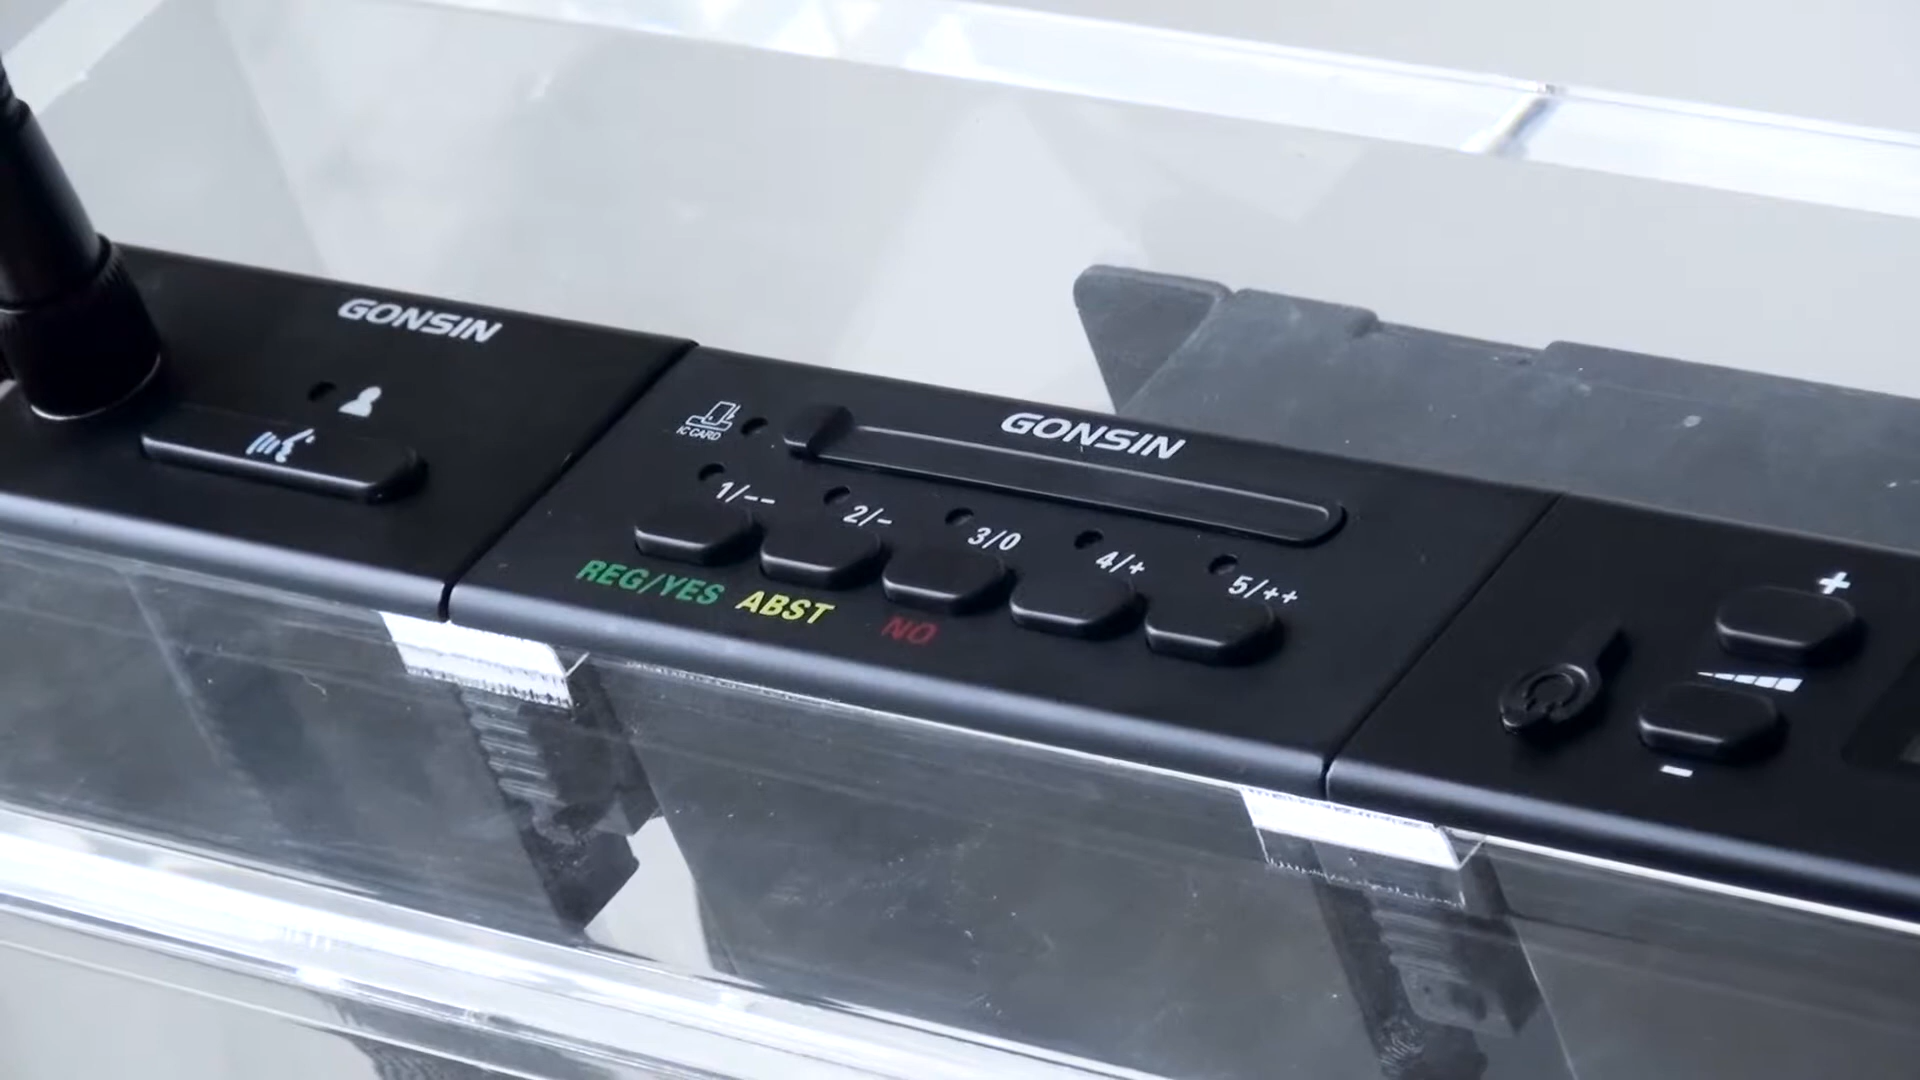 GONSIN
GONSIN
IC CARD
1/-- 2/- 3/0 4/+ 5/++
REG/YES ABST NO
+
-